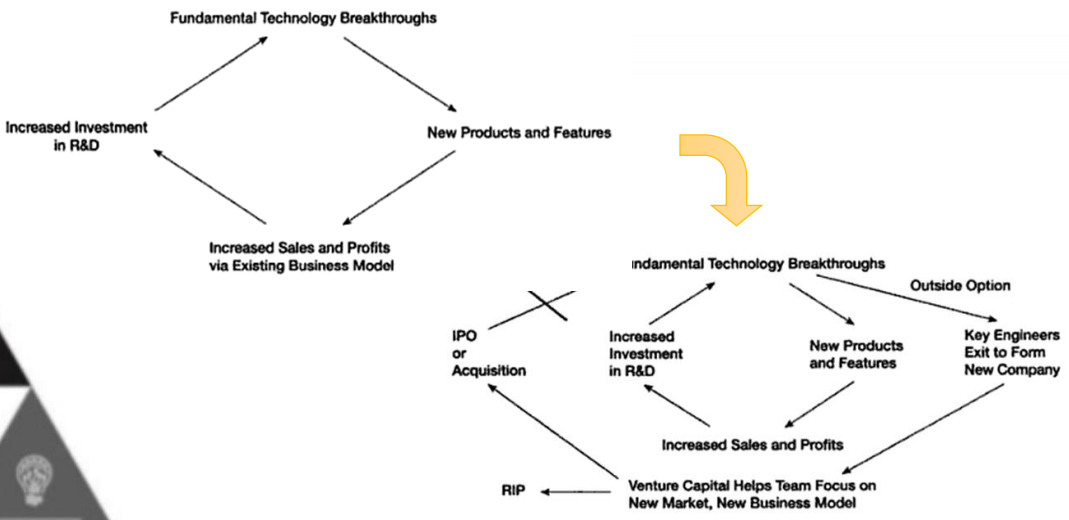 Fundamental Technology Breakthroughs
Increased Investment
in R&D
New Products and Features
Increased Sales and Profits
via Existing Business Model
ndamental Technology Breakthroughs
Outside Option
IPO
or
Acquisition
Increased
Investment
in R&D
New Products
and Features
Key Engineers
Exit to Form
New Company
Increased Sales and Profits
RIP
Venture Capital Helps Team Focus on
New Market, New Business Model